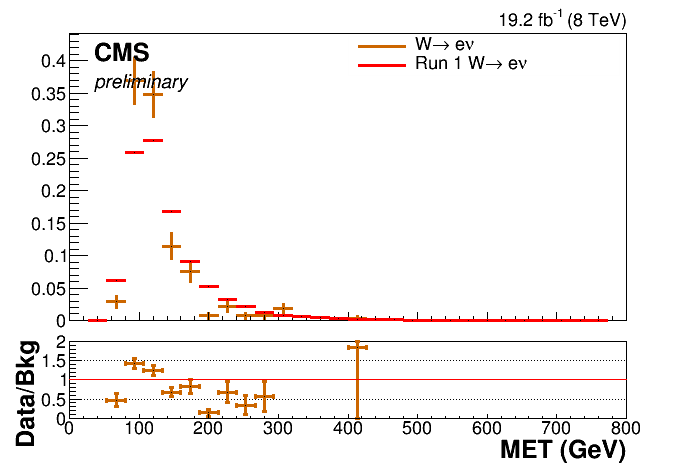 19.2 fb⁻¹ (8 TeV)
CMS
preliminary
W→ eν
Run 1 W→ eν
0.4
0.35
0.3
0.25
0.2
0.15
0.1
0.05
0
Data/Bkg
2
1.5
1
0.5
0
0 100 200 300 400 500 600 700 800
MET (GeV)